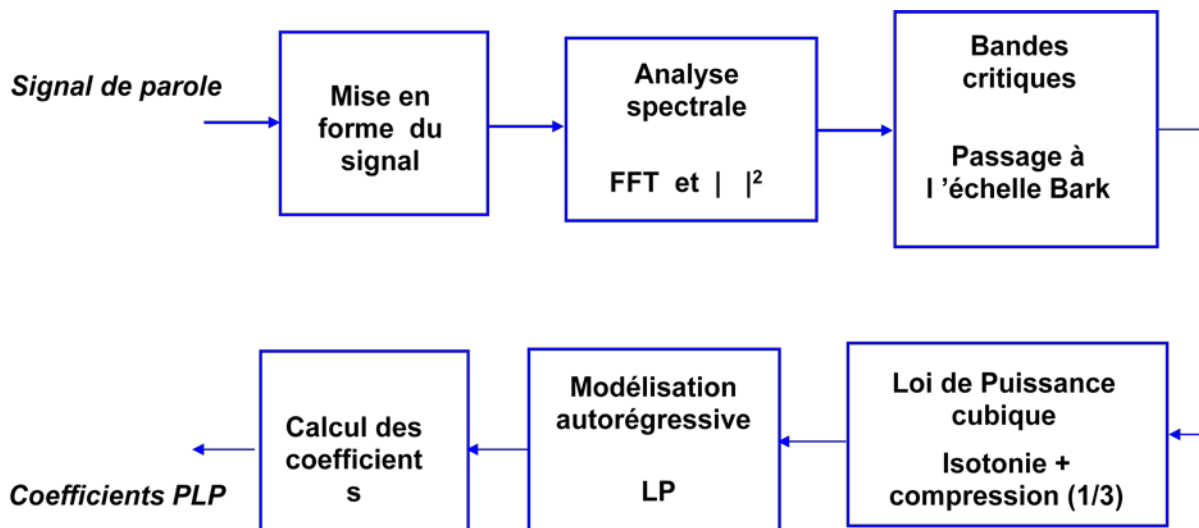 Signal de parole
Mise en
forme du
signal
Analyse
spectrale
FFT et | |²
Bandes
critiques
Passage à
l ’échelle Bark
Loi de Puissance
cubique
Isotonie +
compression (1/3)
Modélisation
autorégressive
LP
Calcul des
coefficient
s
Coefficients PLP